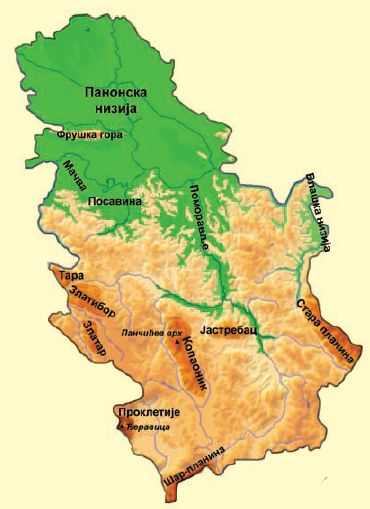 Панонска
низија
Фрушка гора
Мачва
Посавина
Поморавље
Влашка низија
Тара
Златибор
Златар
Панчићев врх
Копаоник
Јастребац
Стара планина
Проклетије
Ђеравица
Шар-планина